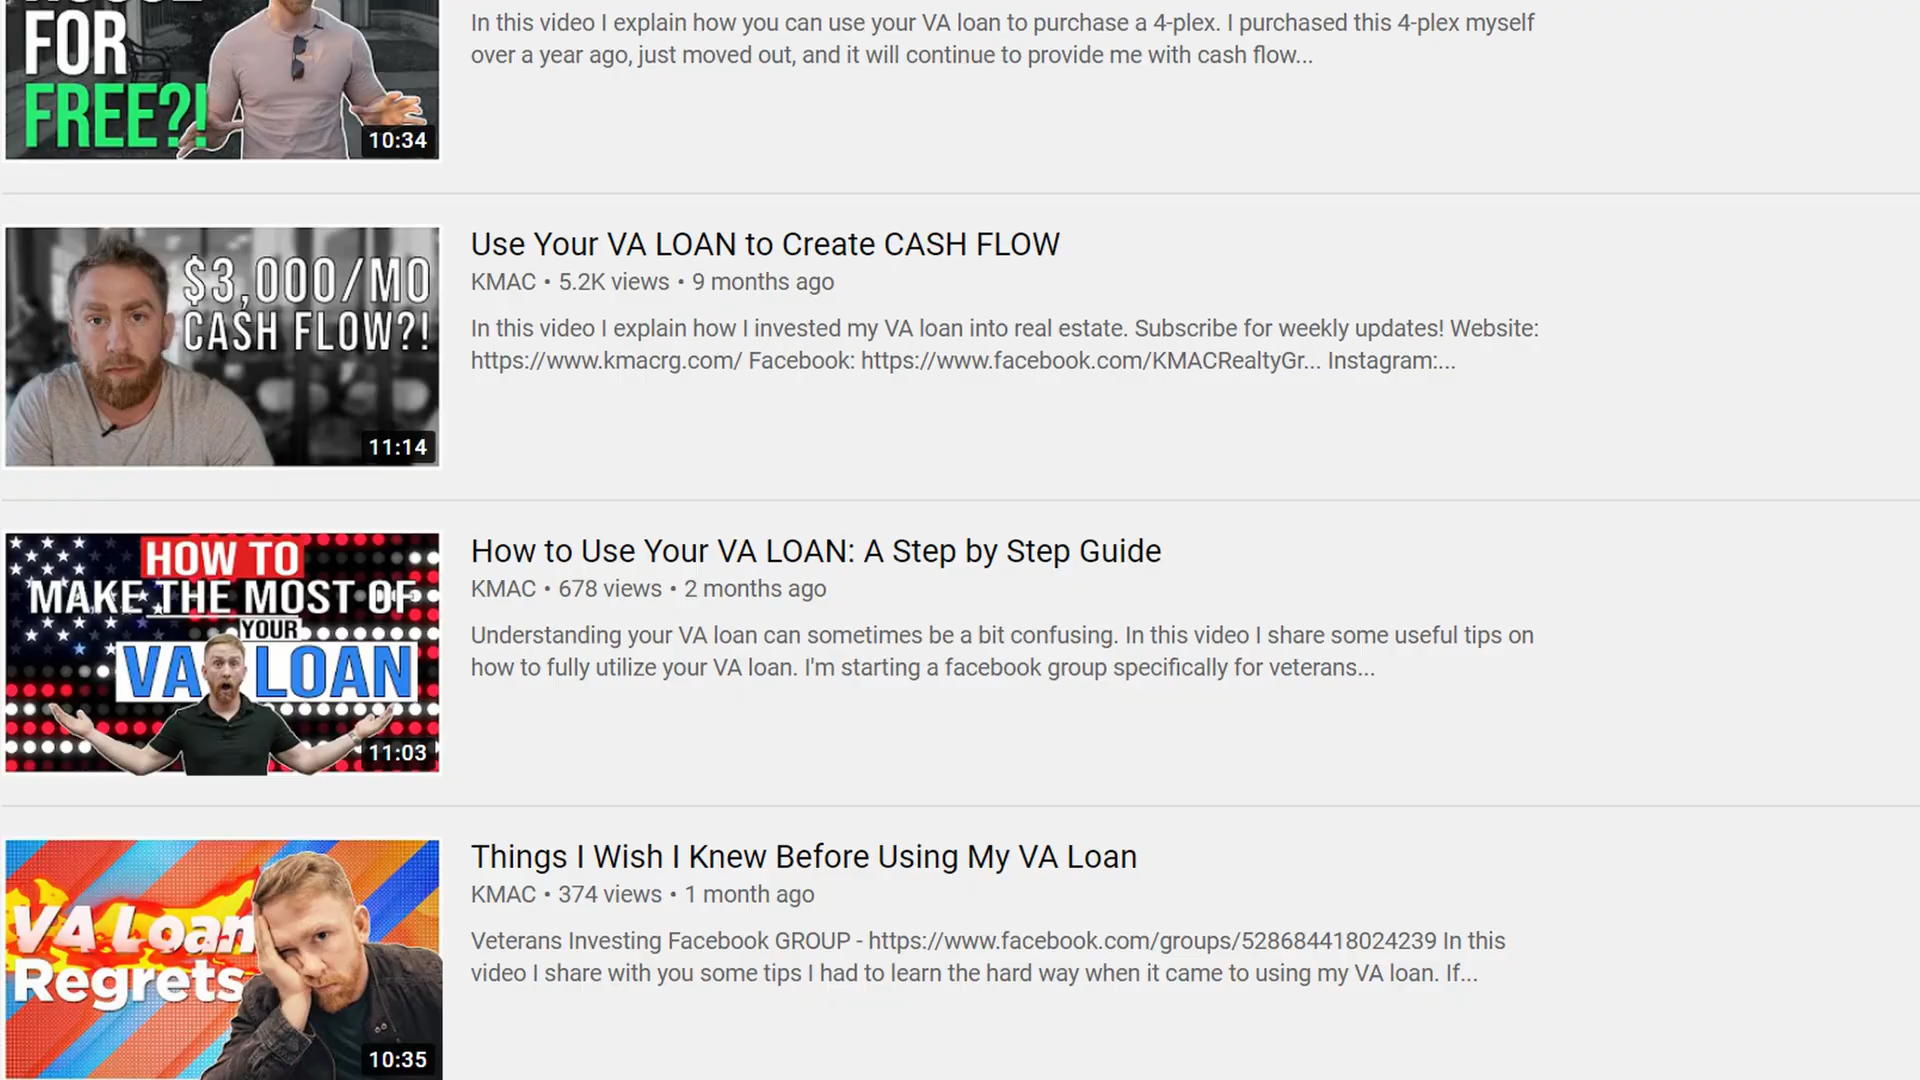 FOR
FREE?!
10:34
In this video I explain how you can use your VA loan to purchase a 4-plex. I purchased this 4-plex myself
over a year ago, just moved out, and it will continue to provide me with cash flow...
$3,000/MO
CASH FLOW?!
11:14
Use Your VA LOAN to Create CASH FLOW
KMAC • 5.2K views • 9 months ago
In this video I explain how I invested my VA loan into real estate. Subscribe for weekly updates! Website:
https://www.kmacrg.com/ Facebook: https://www.facebook.com/KMACRealtyGr... Instagram:...
HOW TO
MAKE THE MOST OF
YOUR
VA LOAN
11:03
How to Use Your VA LOAN: A Step by Step Guide
KMAC • 678 views • 2 months ago
Understanding your VA loan can sometimes be a bit confusing. In this video I share some useful tips on
how to fully utilize your VA loan. I'm starting a facebook group specifically for veterans...
VA Loan
Regrets
10:35
Things I Wish I Knew Before Using My VA Loan
KMAC • 374 views • 1 month ago
Veterans Investing Facebook GROUP - https://www.facebook.com/groups/528684418024239 In this
video I share with you some tips I had to learn the hard way when it came to using my VA loan. If...